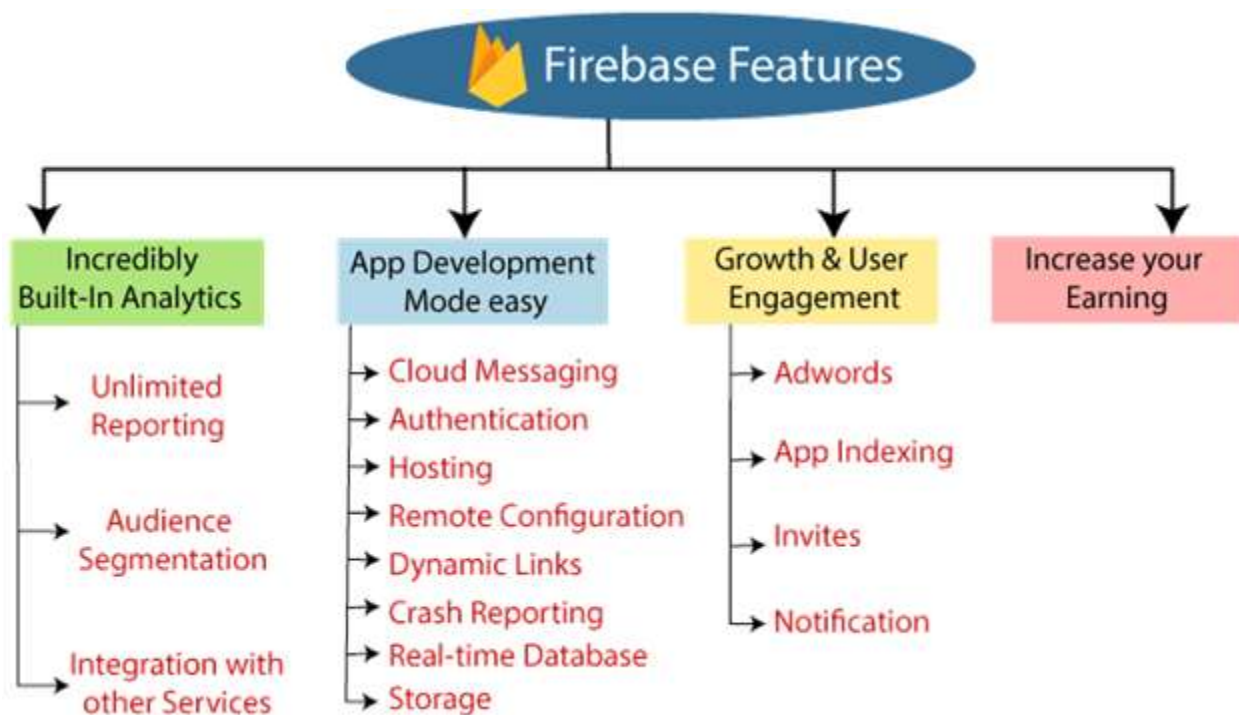 Firebase Features
Incredibly
Built-In Analytics
Unlimited
Reporting
Audience
Segmentation
Integration with
other Services
App Development
Mode easy
Cloud Messaging
Authentication
Hosting
Remote Configuration
Dynamic Links
Crash Reporting
Real-time Database
Storage
Growth & User
Engagement
Adwords
App Indexing
Invites
Notification
Increase your
Earning